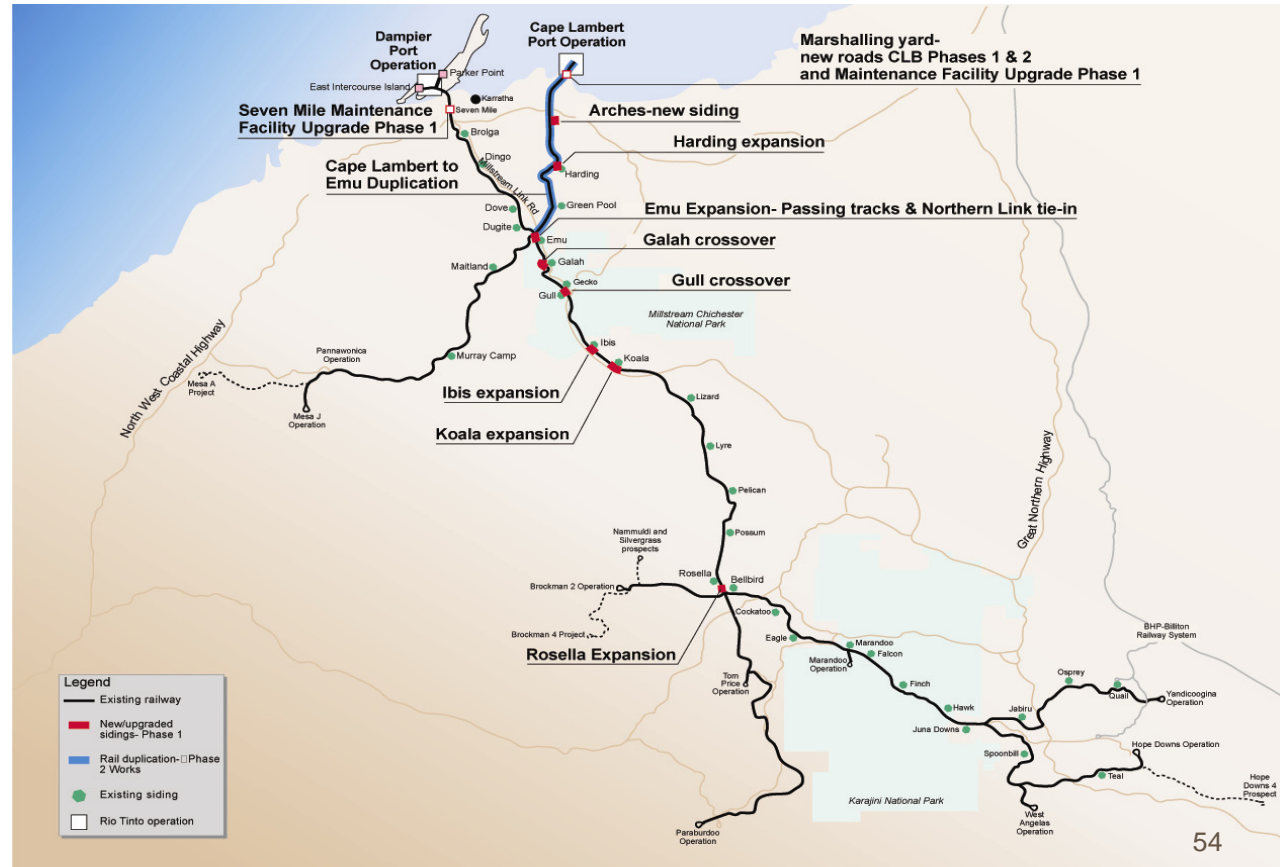 Dampier
Port
Operation
Cape Lambert
Port Operation
Marshalling yard-
new roads CLB Phases 1 & 2
and Maintenance Facility Upgrade Phase 1
Parker Point
East Intercourse Island
Karratha
Seven Mile Maintenance
Facility Upgrade Phase 1
Seven Mile
Arches-new siding
Brolga
Harding expansion
Dingo
Millstream Link Rd
Cape Lambert to
Emu Duplication
Harding
Dove
Green Pool
Emu Expansion- Passing tracks & Northern Link tie-in
Dugite
Emu
Galah crossover
Maitland
Galah
Gecko
Gull crossover
Gull
Millstream Chichester
National Park
North West Coastal Highway
Ibis
Pannawonica
Operation
Murray Camp
Koala
Mesa A
Project
Ibis expansion
Lizard
Mesa J
Operation
Koala expansion
Lyre
Great Northern Highway
Pelican
Nammuldi and
Silvergrass
prospects
Possum
Rosella
Bellbird
Brockman 2 Operation
Cockatoo
Brockman 4 Project
Eagle
BHP-Billiton
Railway System
Rosella Expansion
Marandoo
Falcon
Marandoo
Operation
Tom
Price
Operation
Finch
Osprey
Quail
Yandicoogina
Operation
Hawk
Jabiru
Juna Downs
Spoonbill
Hope Downs Operation
Teal
Hope
Downs 4
Prospect
Karajini National Park
West
Angelas
Operation
Paraburdoo
Operation
Legend
Existing railway
New/upgraded
sidings- Phase 1
Rail duplication-□Phase
2 Works
Existing siding
Rio Tinto operation
54